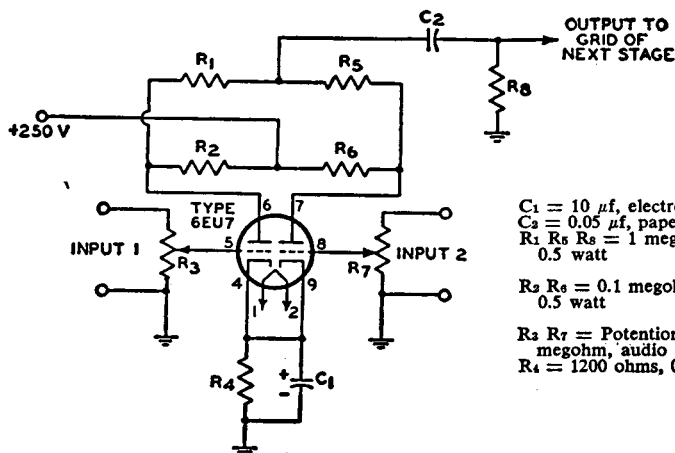 C2
OUTPUT TO
GRID OF
NEXT STAGE
R1
R5
R8
+250 V
R2
R6
TYPE
6EU7
6
7
INPUT 1
R3
5
8
R7
INPUT 2
4
9
1
2
R4
+
-
C1
C₁ = 10 μf, electro
C₂ = 0.05 μf, pape
R₁ R₅ R₈ = 1 meg
0.5 watt
R₂ R₆ = 0.1 megoh
0.5 watt
R₃ R₇ = Potention
megohm, audio
R₄ = 1200 ohms, 0